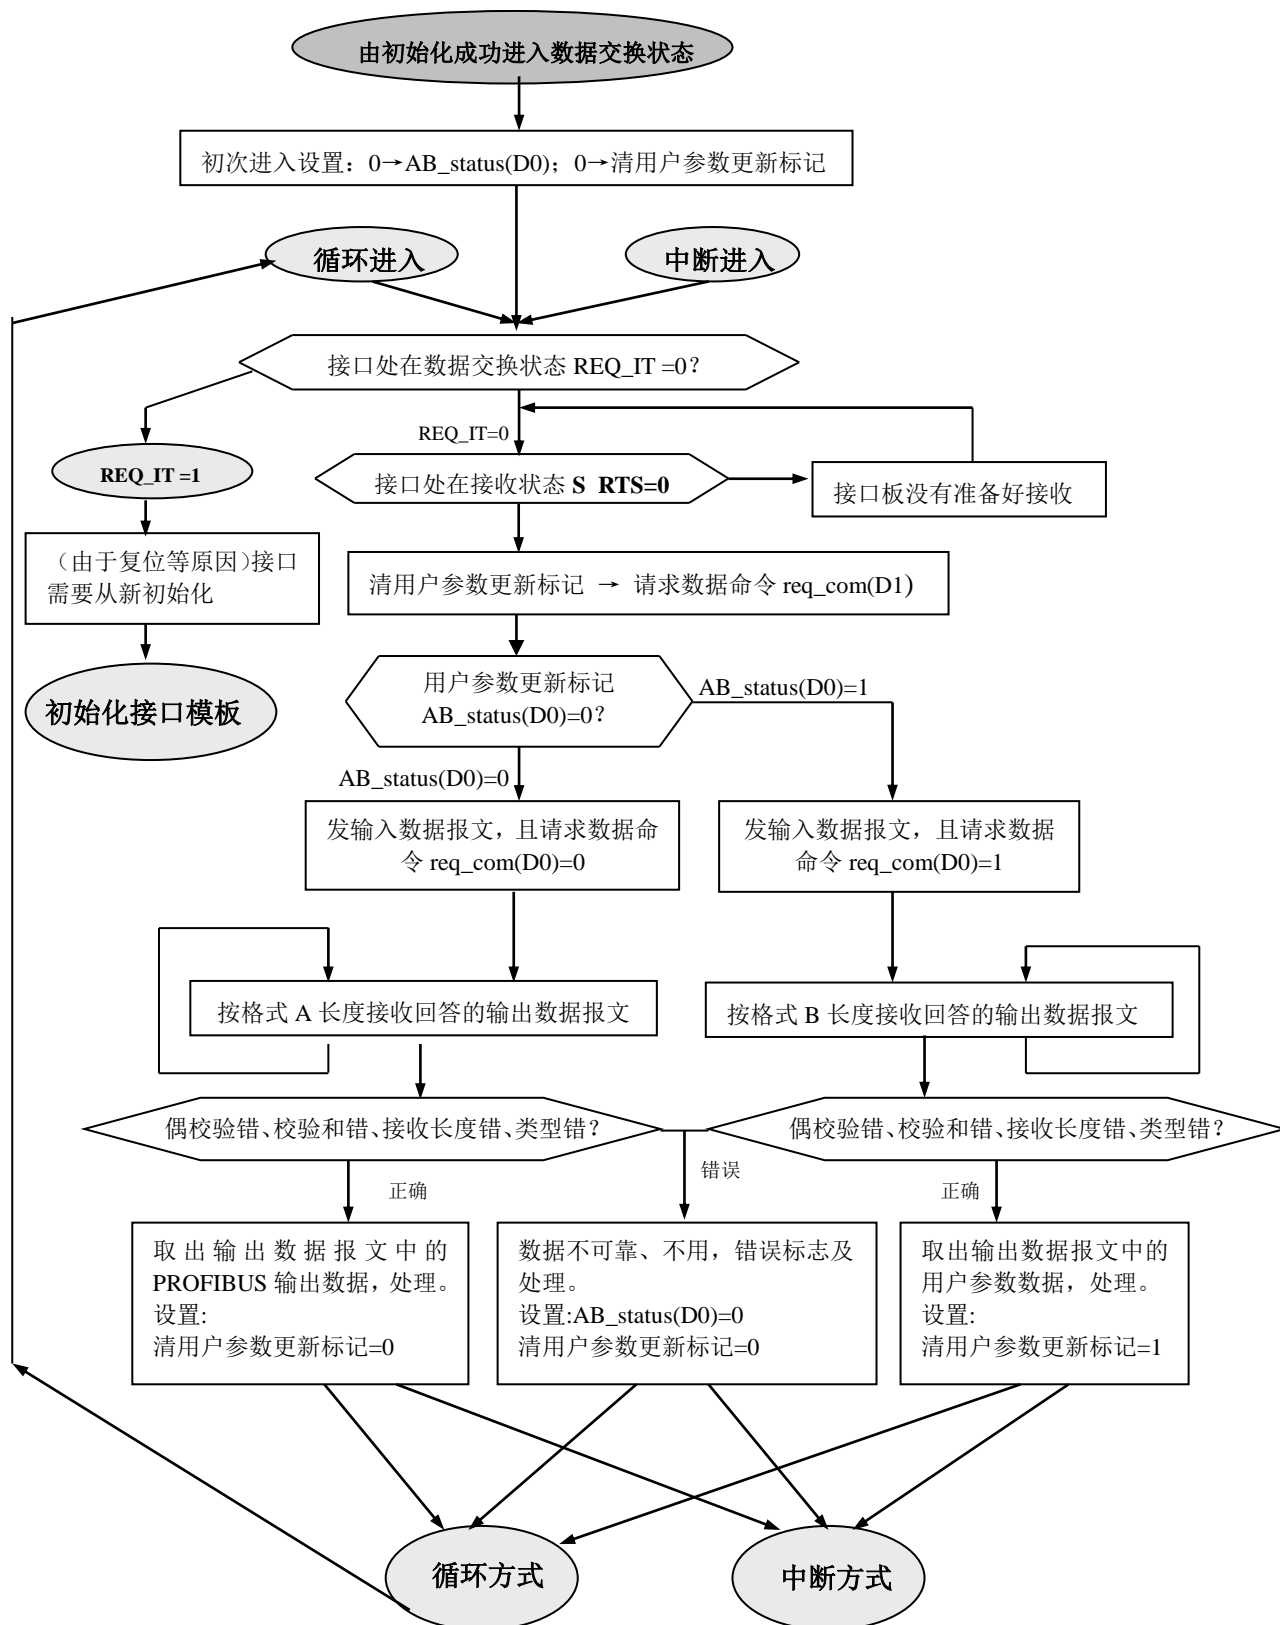 由初始化成功进入数据交换状态
初次进入设置：0→AB_status(D0)；0→清用户参数更新标记
循环进入
中断进入
接口处在数据交换状态 REQ_IT =0?
REQ_IT=0
REQ_IT =1
接口处在接收状态 S RTS=0
接口板没有准备好接收
（由于复位等原因）接口
需要从新初始化
清用户参数更新标记 → 请求数据命令 req_com(D1)
初始化接口模板
用户参数更新标记
AB_status(D0)=0?
AB_status(D0)=1
AB_status(D0)=0
发输入数据报文，且请求数据命
令 req_com(D0)=0
发输入数据报文，且请求数据
命令 req_com(D0)=1
按格式 A 长度接收回答的输出数据报文
按格式 B 长度接收回答的输出数据报文
偶校验错、校验和错、接收长度错、类型错?
偶校验错、校验和错、接收长度错、类型错?
正确
错误
正确
取出输出数据报文中的
PROFIBUS 输出数据，处理。
设置:
清用户参数更新标记=0
数据不可靠、不用，错误标志及
处理。
设置:AB_status(D0)=0
清用户参数更新标记=0
取出输出数据报文中的
用户参数数据，处理。
设置:
清用户参数更新标记=1
循环方式
中断方式